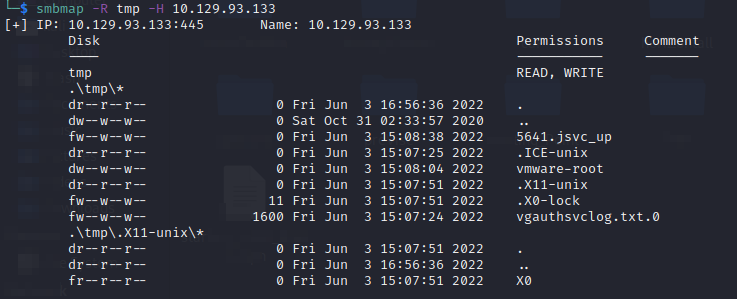 └─$ smbmap -R tmp -H 10.129.93.133
[+] IP: 10.129.93.133:445 Name: 10.129.93.133
Disk Permissions Comment
---- ----------- -------
tmp READ, WRITE
.\tmp\*
dr--r--r-- 0 Fri Jun 3 16:56:36 2022 .
dw--w--w-- 0 Sat Oct 31 02:33:57 2020 ..
fw--w--w-- 0 Fri Jun 3 15:08:38 2022 5641.jsvc_up
dr--r--r-- 0 Fri Jun 3 15:07:25 2022 .ICE-unix
dw--w--w-- 0 Fri Jun 3 15:08:04 2022 vmware-root
dr--r--r-- 0 Fri Jun 3 15:07:51 2022 .X11-unix
fw--w--w-- 11 Fri Jun 3 15:07:51 2022 .X0-lock
fw--w--w-- 1600 Fri Jun 3 15:07:24 2022 vgauthsvclog.txt.0
.\tmp\.X11-unix\*
dr--r--r-- 0 Fri Jun 3 15:07:51 2022 .
dr--r--r-- 0 Fri Jun 3 16:56:36 2022 ..
fr--r--r-- 0 Fri Jun 3 15:07:51 2022 X0